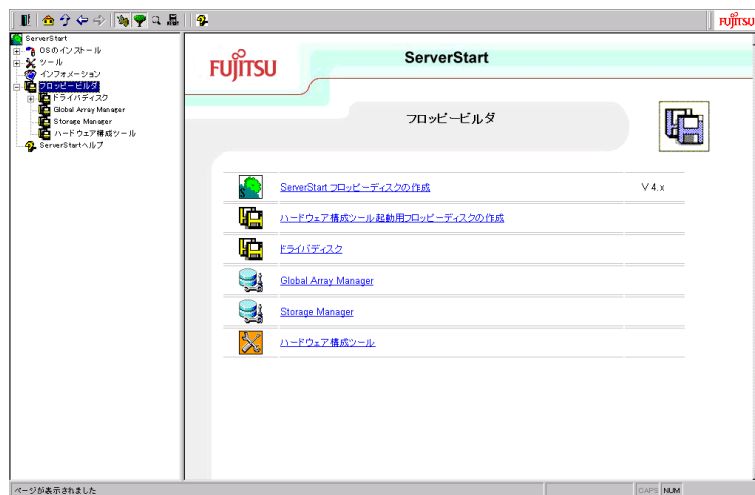 FUJITSU
ServerStart
OSのインストール
ツール
インフォメーション
フロッピービルダ
ドライバディスク
Global Array Manager
Storage Manager
ハードウェア構成ツール
ServerStartヘルプ
FUJITSU
ServerStart
フロッピービルダ
ServerStart フロッピーディスクの作成
V 4.x
ハードウェア構成ツール起動用フロッピーディスクの作成
ドライバディスク
Global Array Manager
Storage Manager
ハードウェア構成ツール
ページが表示されました
CAPS NUM